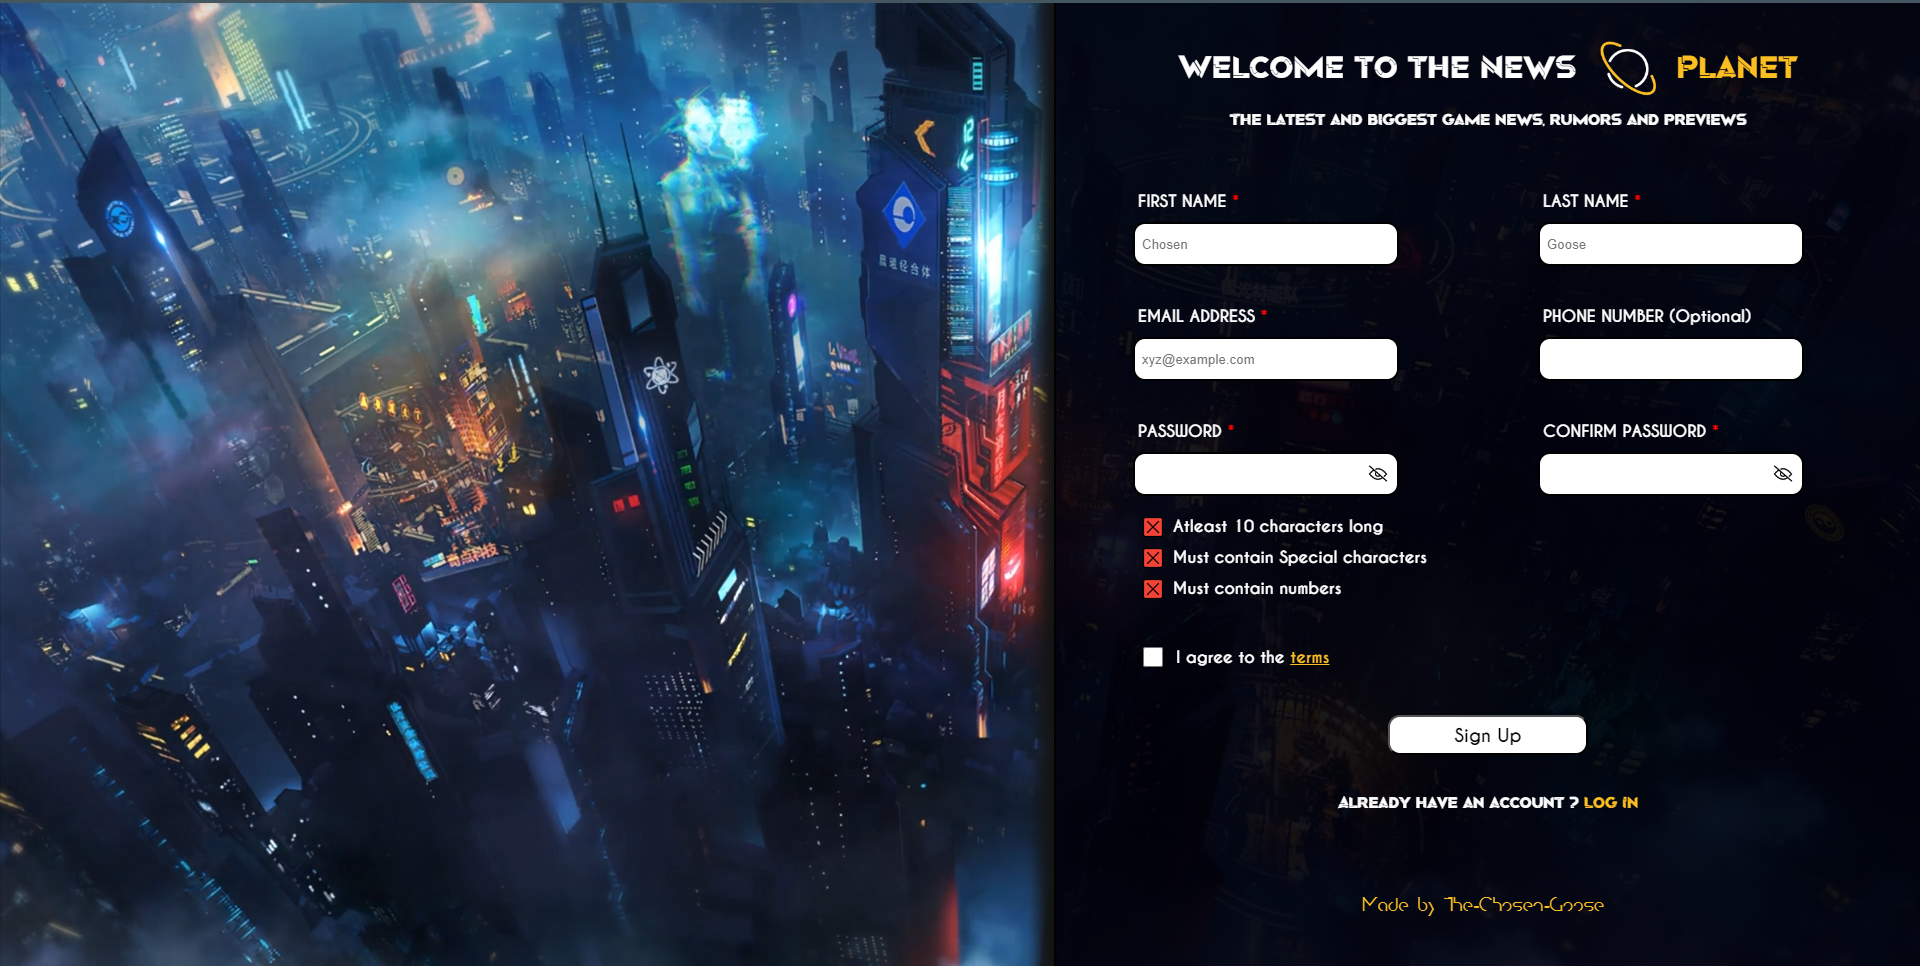 WELCOME TO THE NEWS PLANET
THE LATEST AND BIGGEST GAME NEWS, RUMORS AND PREVIEWS
FIRST NAME *
LAST NAME *
Chosen
Goose
EMAIL ADDRESS *
PHONE NUMBER (Optional)
xyz@example.com
PASSWORD *
CONFIRM PASSWORD *
Atleast 10 characters long
Must contain Special characters
Must contain numbers
I agree to the terms
Sign Up
ALREADY HAVE AN ACCOUNT ? LOG IN
Made by The-Chosen-Goose